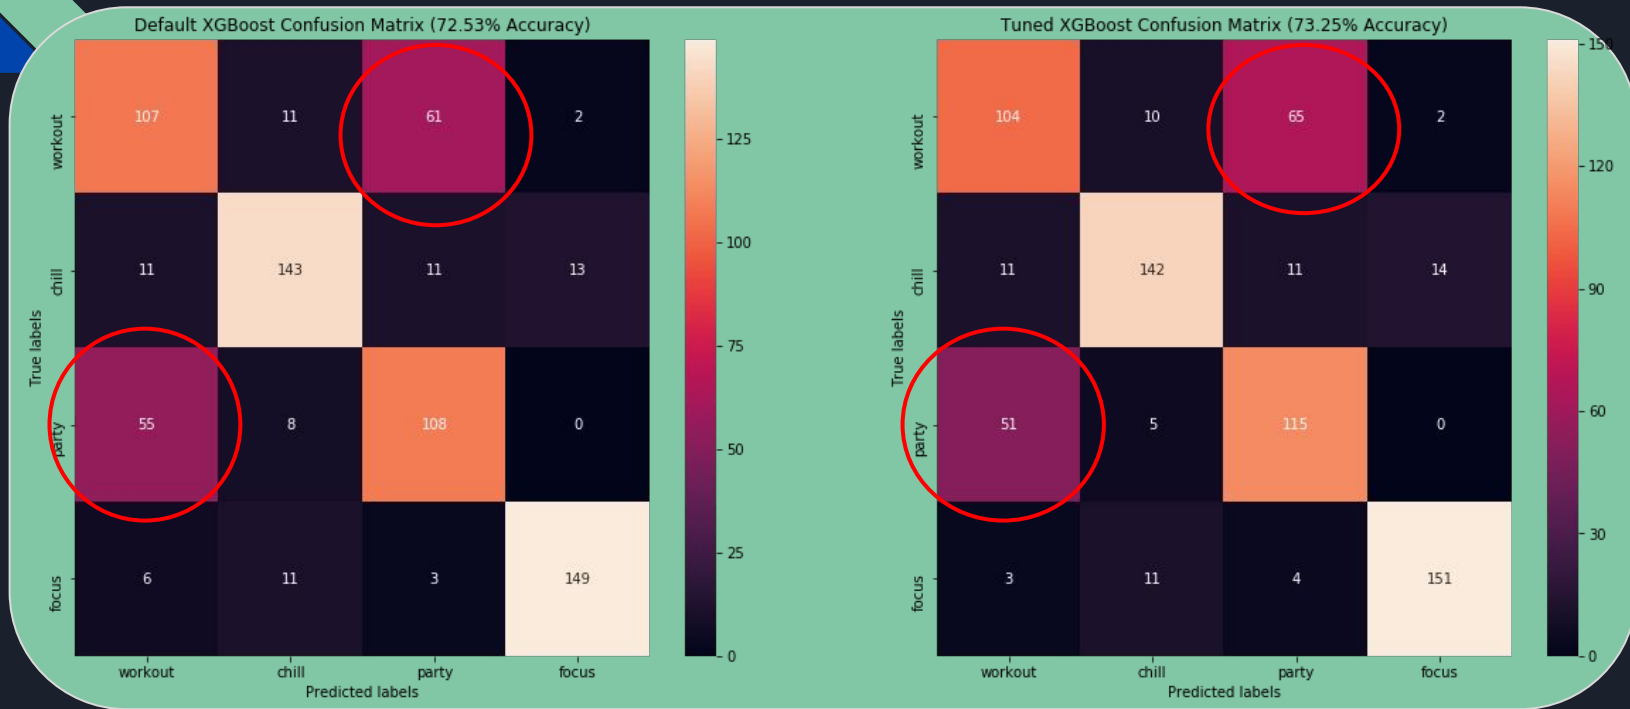 Default XGBoost Confusion Matrix (72.53% Accuracy)
True labels
workout
107 11 61 2
chill
11 143 11 13
party
55 8 108 0
focus
6 11 3 149
workout chill party focus
Predicted labels
125
100
75
50
25
0
Tuned XGBoost Confusion Matrix (73.25% Accuracy)
True labels
workout
104 10 65 2
chill
11 142 11 14
party
51 5 115 0
focus
3 11 4 151
workout chill party focus
Predicted labels
150
120
90
60
30
0